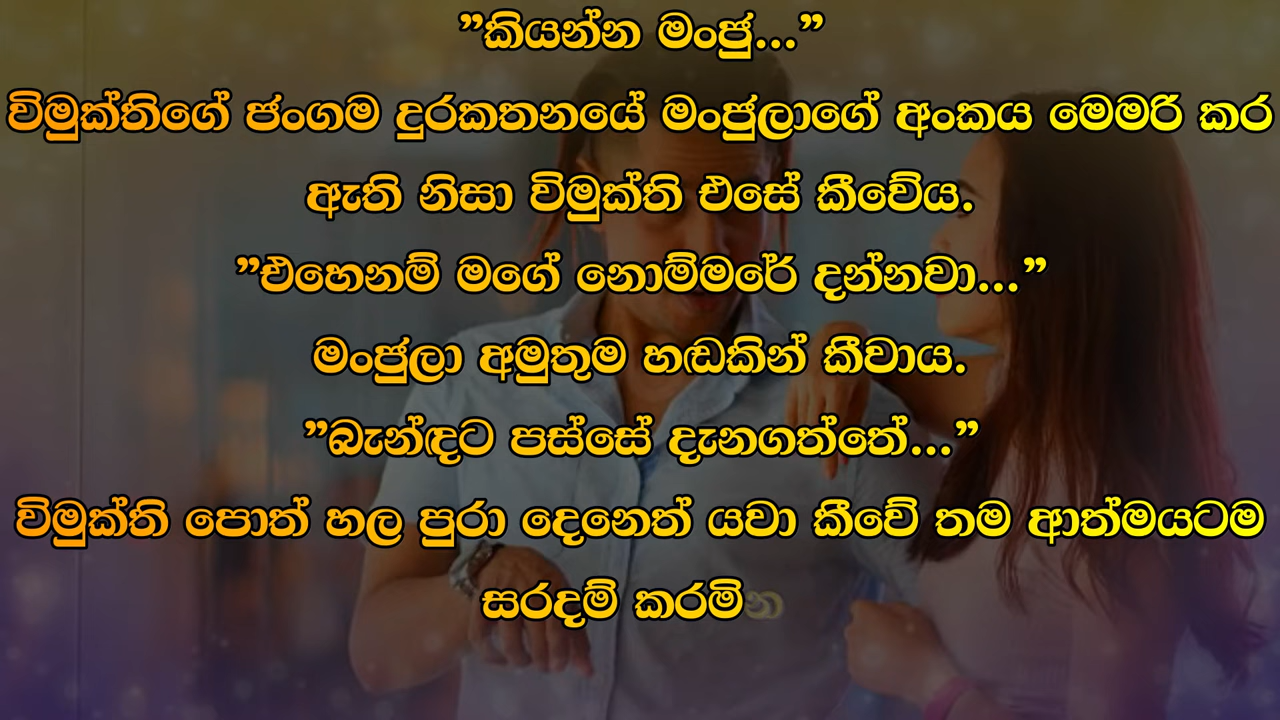 ”කියන්න මංජු...”
විමුක්තිගේ ජංගම දුරකතනයේ මංජුලාගේ අංකය මෙමරි කර
ඇති නිසා විමුක්ති එසේ කීවේය.
”එහෙනම් මගේ නොම්මරේ දන්නවා...”
මංජුලා අමුතුම හඬකින් කීවාය.
”බැන්ඳට පස්සේ දැනගත්තේ...”
විමුක්ති පොත් හල පුරා දෙනෙත් යවා කීවේ තම ආත්මයටම
සරදම් කරමින